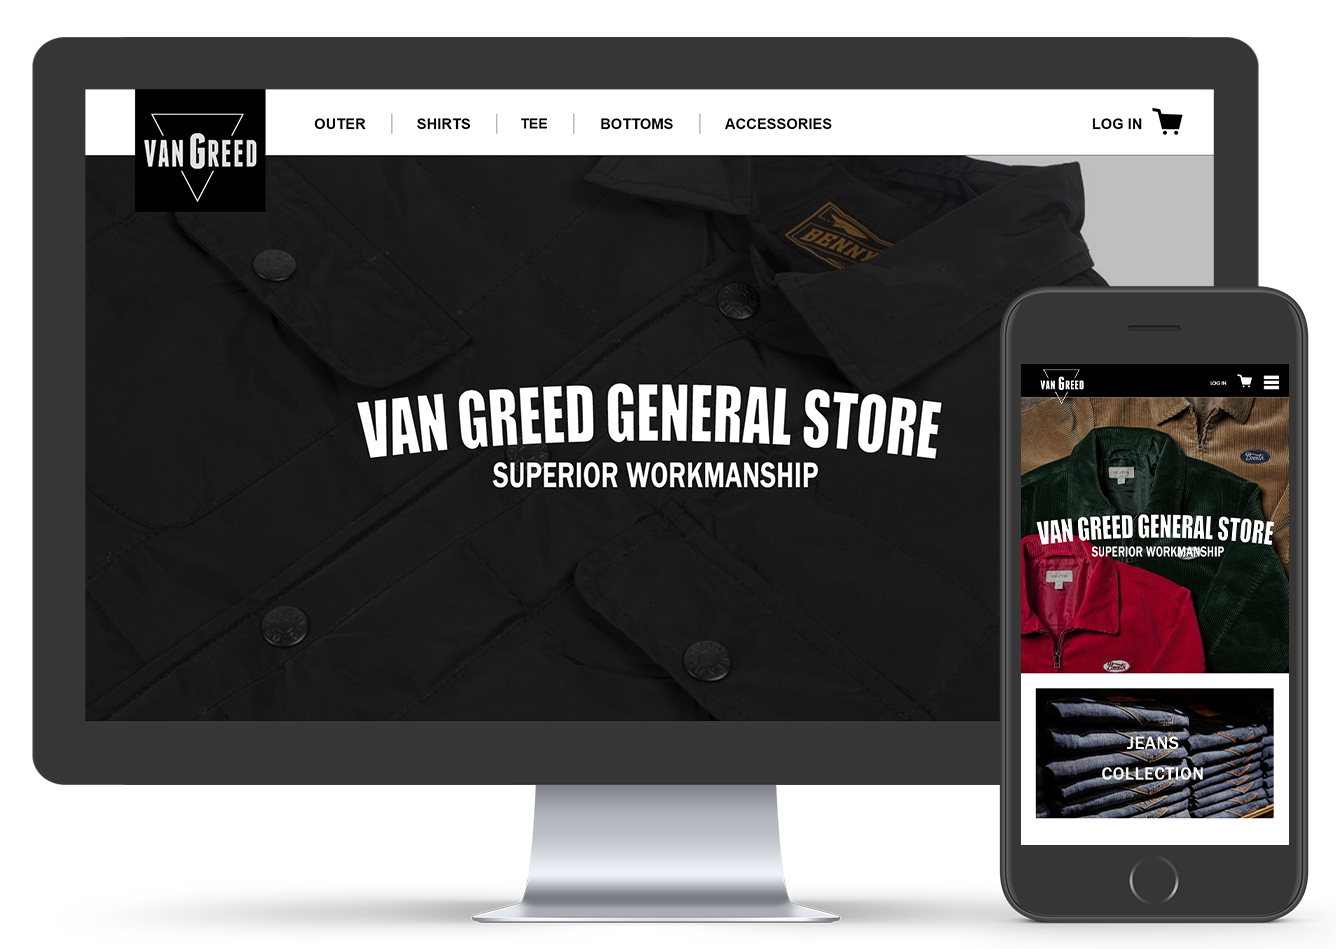 VAN GREED
OUTER
SHIRTS
TEE
BOTTOMS
ACCESSORIES
LOG IN
BENNY
VAN GREED GENERAL STORE
SUPERIOR WORKMANSHIP
VAN GREED
LOG IN
VAN GREED GENERAL STORE
SUPERIOR WORKMANSHIP
JEANS
COLLECTION